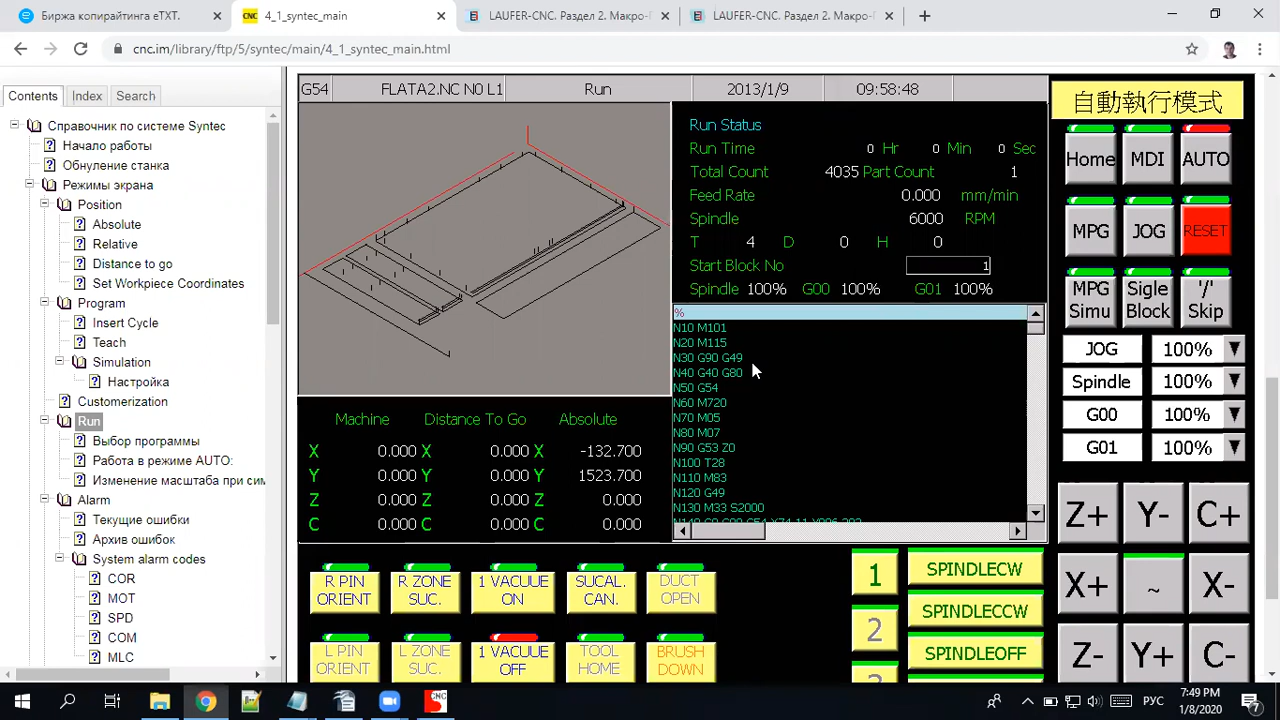 Биржа копирайтинга eTXT.
4_1_syntec_main
LAUFER-CNC. Раздел 2. Макро-
LAUFER-CNC. Раздел 2. Макро-
cnc.im/library/ftp/5/syntec/main/4_1_syntec_main.html
Contents Index Search
Справочник по системе Syntec
Начало работы
Обнуление станка
Режимы экрана
Position
Absolute
Relative
Distance to go
Set Workpiece Coordinates
Program
Insert Cycle
Teach
Simulation
Настройка
Customerization
Run
Выбор программы
Работа в режиме AUTO:
Изменение масштаба при сим
Alarm
Текущие ошибки
Архив ошибок
System alarm codes
COR
MOT
SPD
COM
MLC
G54 FLATA2.NC N0 L1 Run 2013/1/9 09:58:48
Run Status
Run Time 0 Hr 0 Min 0 Sec
Total Count 4035 Part Count 1
Feed Rate 0.000 mm/min
Spindle 6000 RPM
T 4 D 0 H 0
Start Block No 1
Spindle 100% G00 100% G01 100%
%
N10 M101
N20 M115
N30 G90 G49
N40 G40 G80
N50 G54
N60 M720
N70 M05
N80 M07
N90 G53 Z0
N100 T28
N110 M83
N120 G49
N130 M33 S2000
Machine Distance To Go Absolute
X 0.000 X 0.000 X -132.700
Y 0.000 Y 0.000 Y 1523.700
Z 0.000 Z 0.000 Z 0.000
C 0.000 C 0.000 C 0.000
R PIN ORIENT
R ZONE SUC.
1 VACUUE ON
SUCAL. CAN.
DUCT OPEN
L PIN ORIENT
L ZONE SUC.
1 VACUUE OFF
TOOL HOME
BRUSH DOWN
1 SPINDLECW
2 SPINDLECCW
SPINDLEOFF
自動執行模式
Home MDI AUTO
MPG JOG RESET
MPG Simu
Sigle Block
'/' Skip
JOG 100%
Spindle 100%
G00 100%
G01 100%
Z+ Y- C+
X+ ~ X-
Z- Y+ C-
РУС
7:49 PM
1/8/2020
7